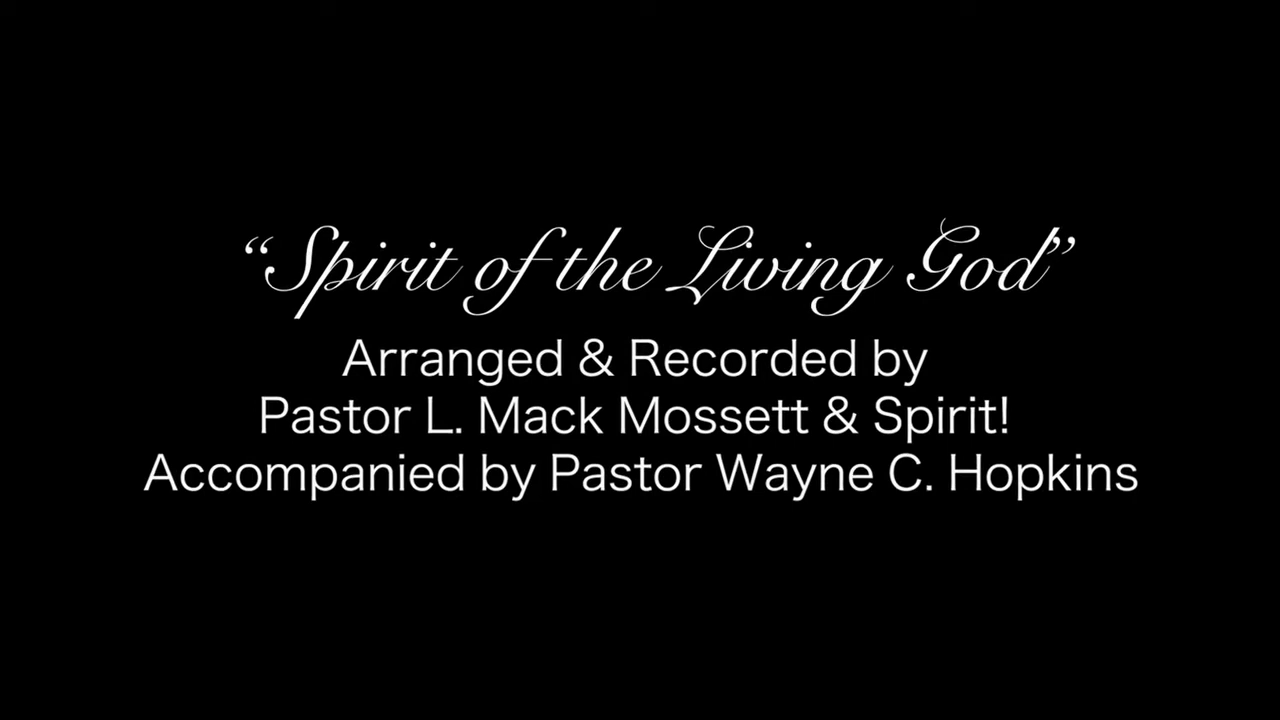 “Spirit of the Living God”
Arranged & Recorded by
Pastor L. Mack Mossett & Spirit!
Accompanied by Pastor Wayne C. Hopkins